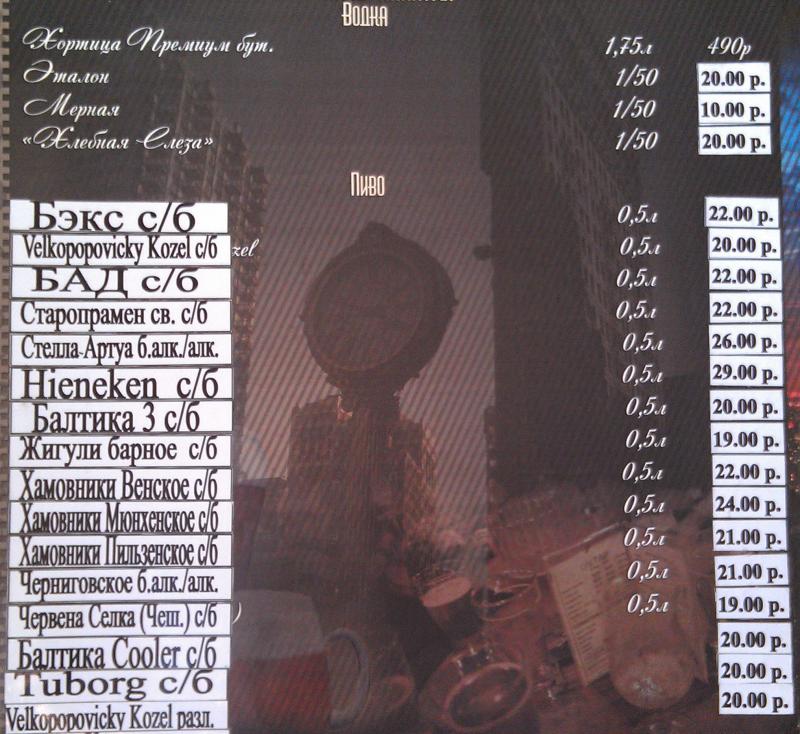 Водка
Хортица Премиум бут. 1,75л 490р
Эталон 1/50 20.00 р.
Мерная 1/50 10.00 р.
«Хлебная Слеза» 1/50 20.00 р.
Пиво
Бэкс с/б 0,5л 22.00 р.
Velkopopovicky Kozel с/б zel 0,5л 20.00 р.
БАД с/б 0,5л 22.00 р.
Старопрамен св. с/б 0,5л 22.00 р.
Стелла-Артуа б.алк./алк. 0,5л 26.00 р.
Hieneken с/б 0,5л 29.00 р.
Балтика 3 с/б 0,5л 20.00 р.
Жигули барное с/б 0,5л 19.00 р.
Хамовники Венское с/б 0,5л 22.00 р.
Хамовники Мюнхенское с/б 0,5л 24.00 р.
Хамовники Пильзенское с/б 0,5л 21.00 р.
Черниговское б.алк./алк. 0,5л 21.00 р.
Червена Селка (Чеш.) с/б ) 0,5л 19.00 р.
Балтика Cooler с/б 20.00 р.
Tuborg с/б 20.00 р.
Velkopopovicky Kozel разл. 20.00 р.